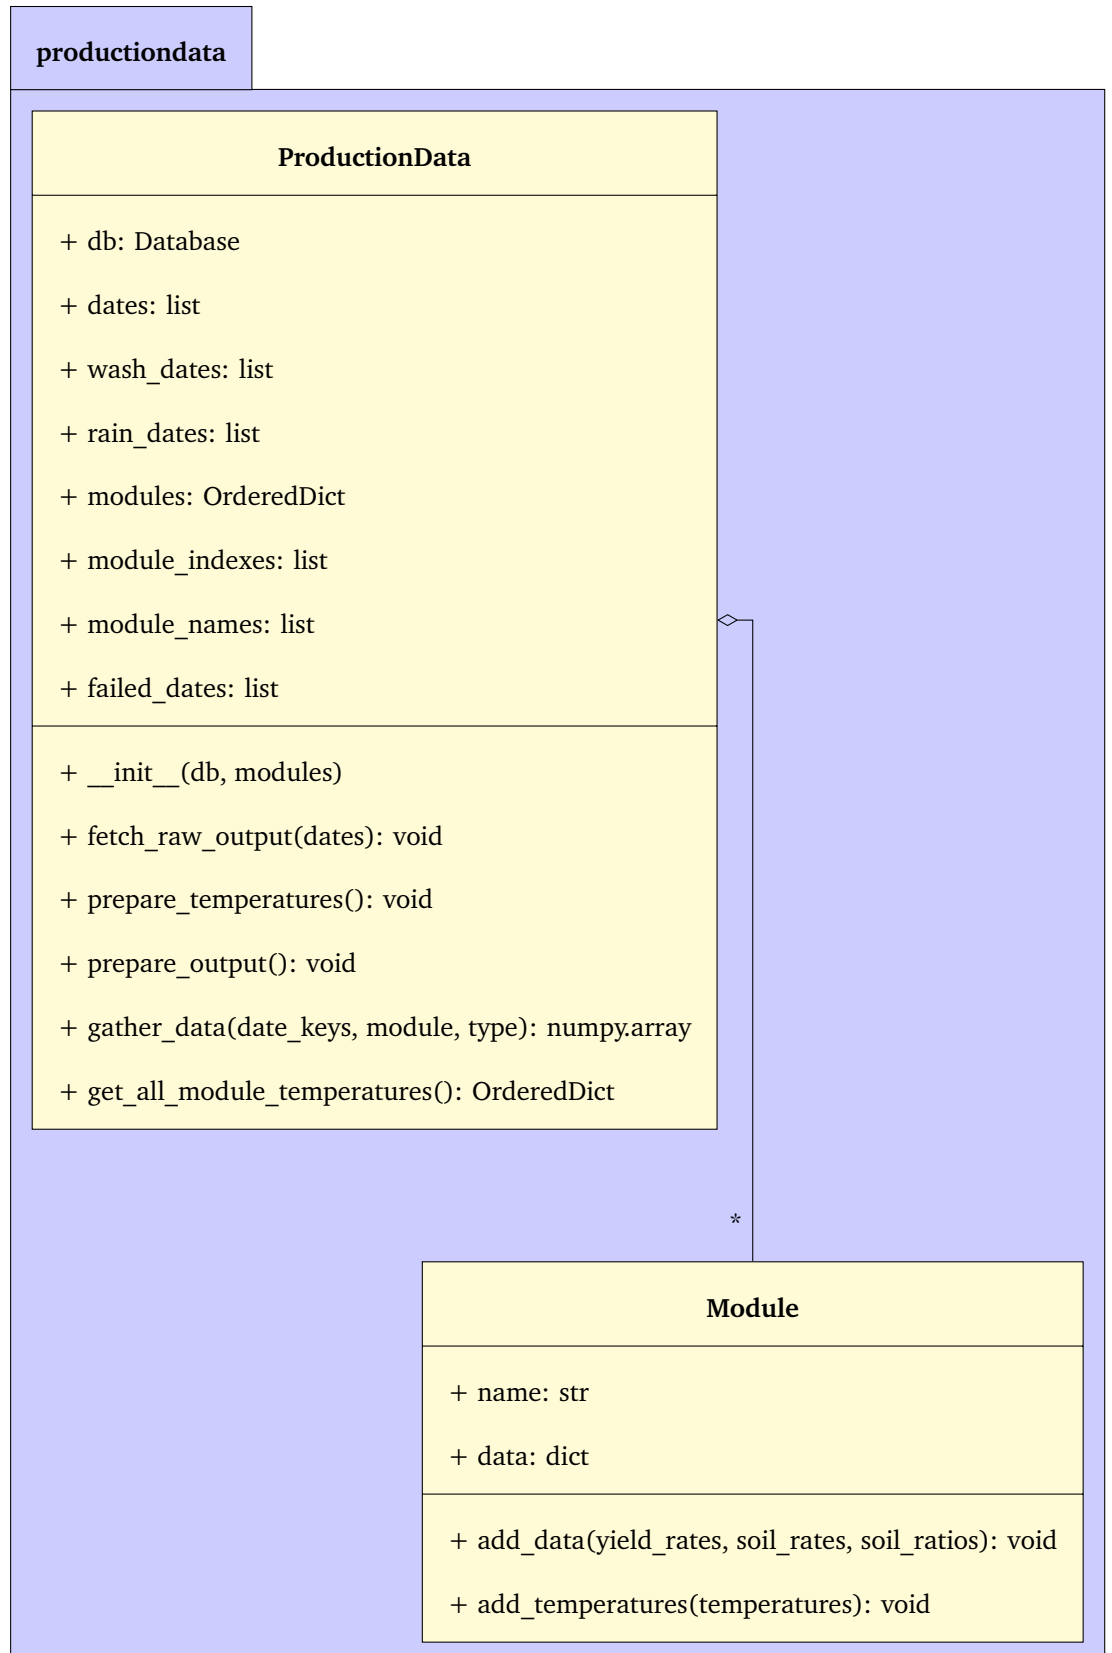 productiondata
ProductionData
+ db: Database
+ dates: list
+ wash_dates: list
+ rain_dates: list
+ modules: OrderedDict
+ module_indexes: list
+ module_names: list
+ failed_dates: list
+ __init__(db, modules)
+ fetch_raw_output(dates): void
+ prepare_temperatures(): void
+ prepare_output(): void
+ gather_data(date_keys, module, type): numpy.array
+ get_all_module_temperatures(): OrderedDict
*
Module
+ name: str
+ data: dict
+ add_data(yield_rates, soil_rates, soil_ratios): void
+ add_temperatures(temperatures): void